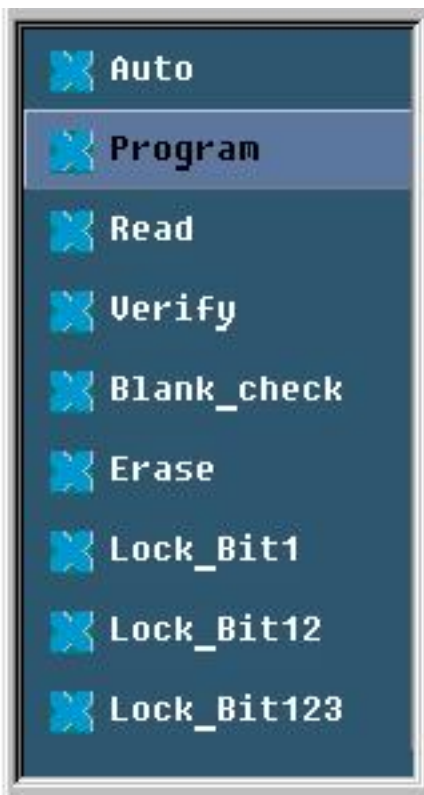 Auto
Program
Read
Verify
Blank_check
Erase
Lock_Bit1
Lock_Bit12
Lock_Bit123